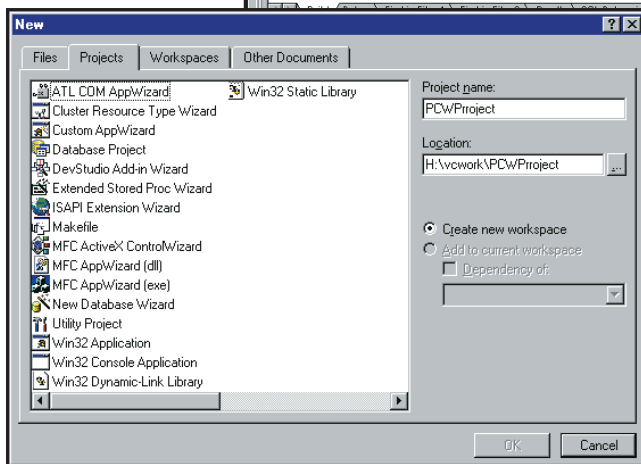 New
Files Projects Workspaces Other Documents
ATL COM AppWizard
Cluster Resource Type Wizard
Custom AppWizard
Database Project
DevStudio Add-in Wizard
Extended Stored Proc Wizard
ISAPI Extension Wizard
Makefile
MFC ActiveX ControlWizard
MFC AppWizard (dll)
MFC AppWizard (exe)
New Database Wizard
Utility Project
Win32 Application
Win32 Console Application
Win32 Dynamic-Link Library
Win32 Static Library
Project name:
PCWPrroject
Location:
H:\vcwork\PCWPrroject
...
Create new workspace
Add to current workspace
Dependency of:
OK Cancel